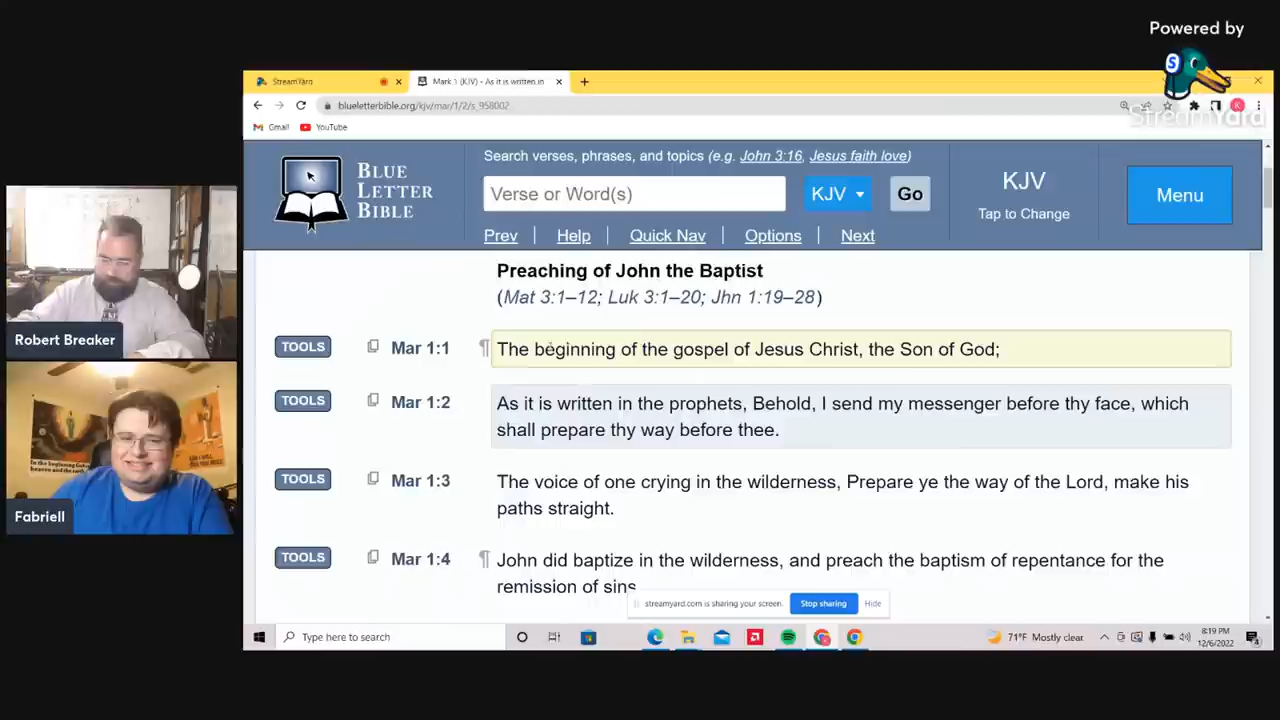 Powered by
StreamYard
StreamYard
Mark 1 (KJV) - As it is written in
blueletterbible.org/kjv/mar/1/2/s_958002
Gmail
YouTube
BLUE
LETTER
BIBLE
Search verses, phrases, and topics (e.g. John 3:16, Jesus faith love)
Verse or Word(s)
KJV
Go
KJV
Tap to Change
Menu
Prev | Help | Quick Nav | Options | Next
Preaching of John the Baptist
(Mat 3:1–12; Luk 3:1–20; Jhn 1:19–28)
TOOLS Mar 1:1 ¶ The beginning of the gospel of Jesus Christ, the Son of God;
TOOLS Mar 1:2 As it is written in the prophets, Behold, I send my messenger before thy face, which
shall prepare thy way before thee.
TOOLS Mar 1:3 The voice of one crying in the wilderness, Prepare ye the way of the Lord, make his
paths straight.
TOOLS Mar 1:4 ¶ John did baptize in the wilderness, and preach the baptism of repentance for the
remission of sins
streamyard.com is sharing your screen.
Stop sharing
Hide
Type here to search
71°F Mostly clear
8:19 PM
12/6/2022
Robert Breaker
In the beginning God
Fabriell